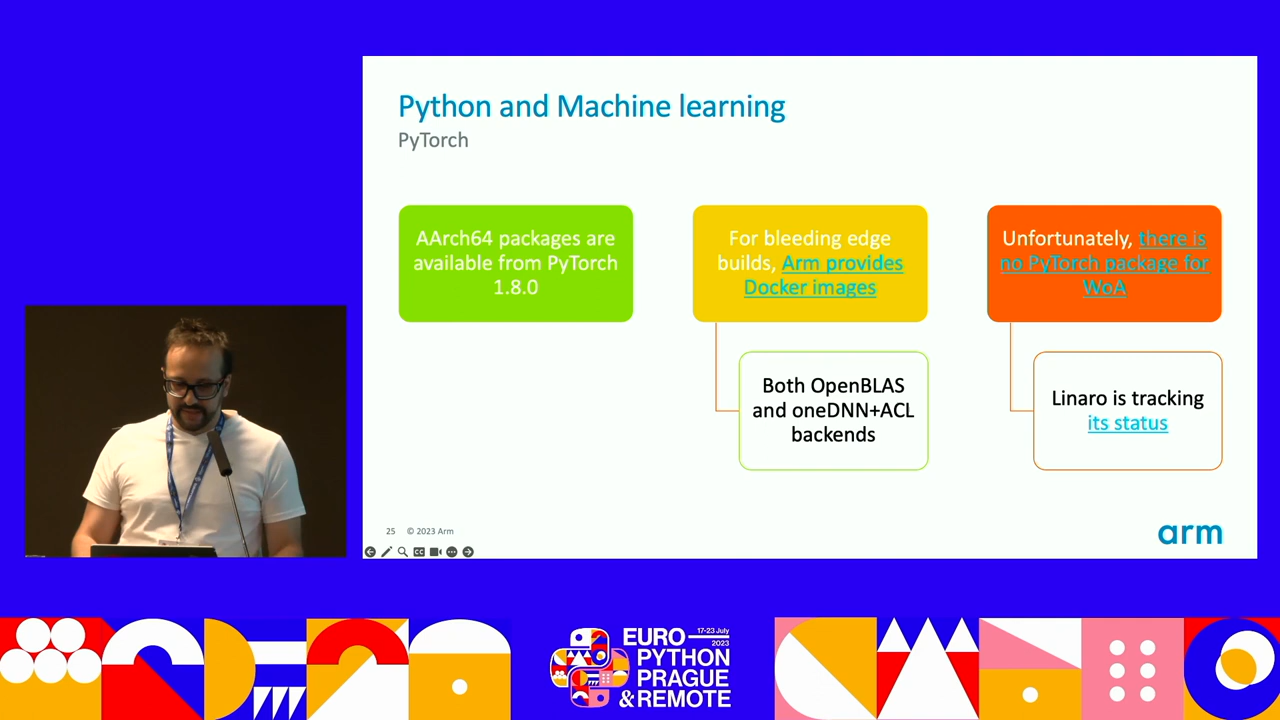 Python and Machine learning
PyTorch
AArch64 packages are
available from PyTorch
1.8.0
For bleeding edge
builds, Arm provides
Docker images
Both OpenBLAS
and oneDNN+ACL
backends
Unfortunately, there is
no PyTorch package for
WoA
Linaro is tracking
its status
25 © 2023 Arm
arm
CC
EURO
17-23 July
2023
PYTHON
PRAGUE
& REMOTE